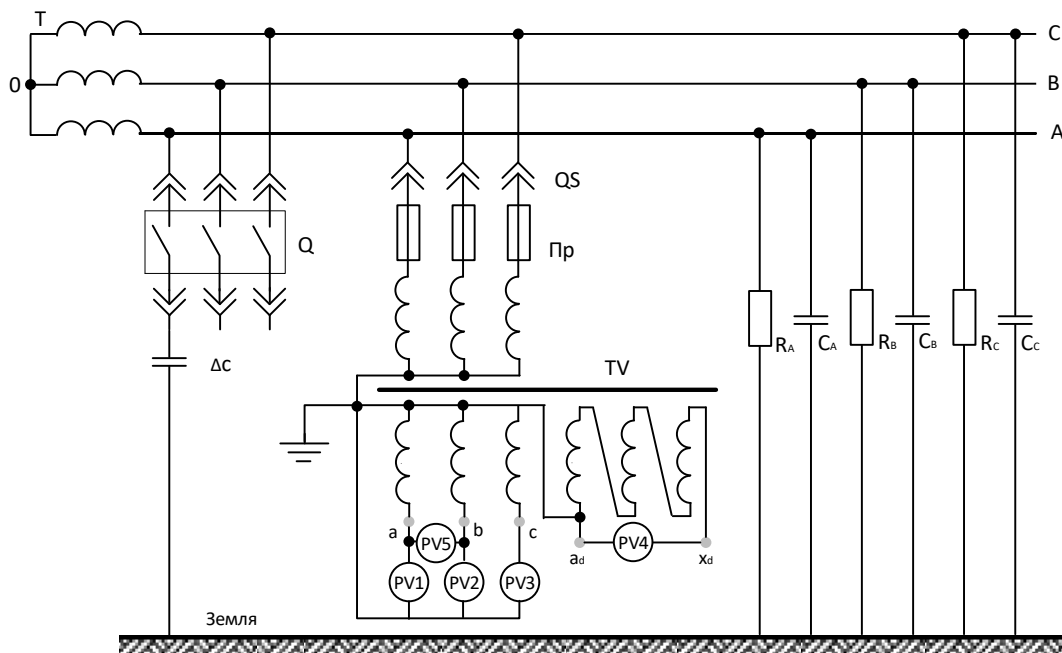 T
C
0
B
A
QS
Q
Пр
RA
CA
RB
CB
RC
CC
ΔC
TV
a
b
c
PV5
PV4
ad
xd
PV1
PV2
PV3
Земля